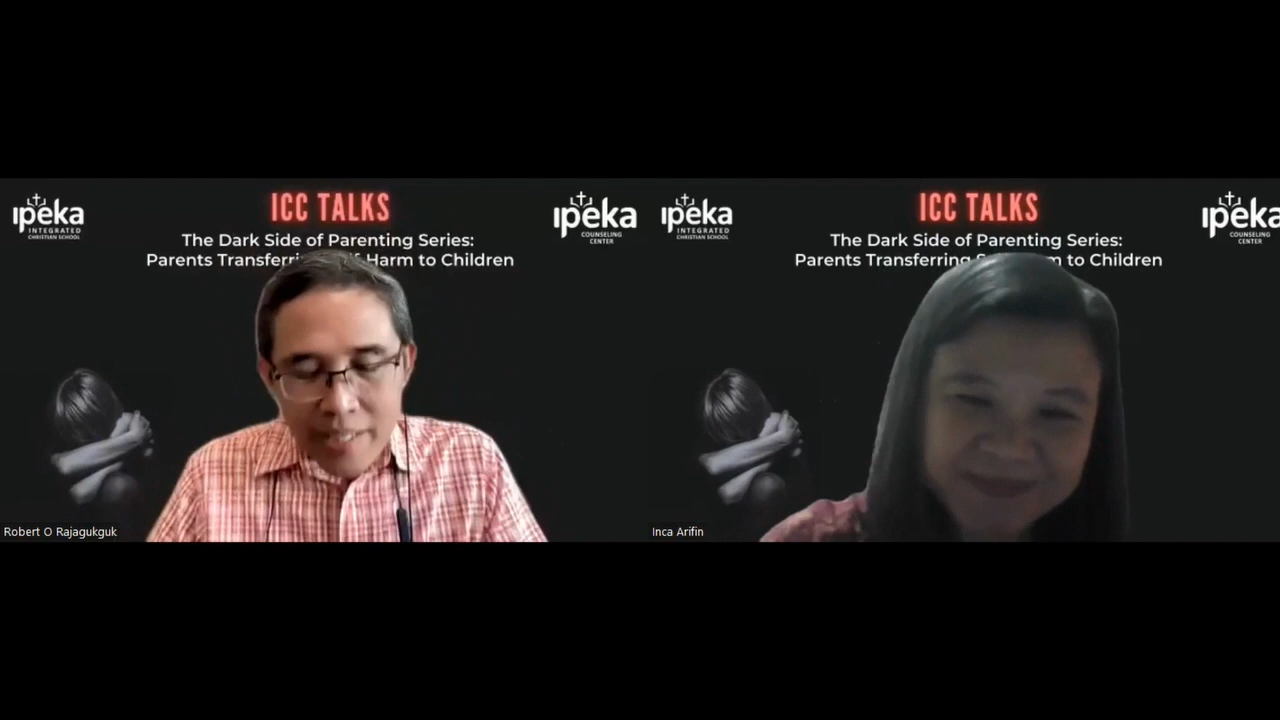 ipeka
INTEGRATED
CHRISTIAN SCHOOL
ICC TALKS
The Dark Side of Parenting Series:
Parents Transferring Harm to Children
ipeka
COUNSELING
CENTER
Robert O Rajagukguk
ipeka
INTEGRATED
CHRISTIAN SCHOOL
ICC TALKS
The Dark Side of Parenting Series:
Parents Transferring to Children
ipeka
COUNSELING
CENTER
Inca Arifin